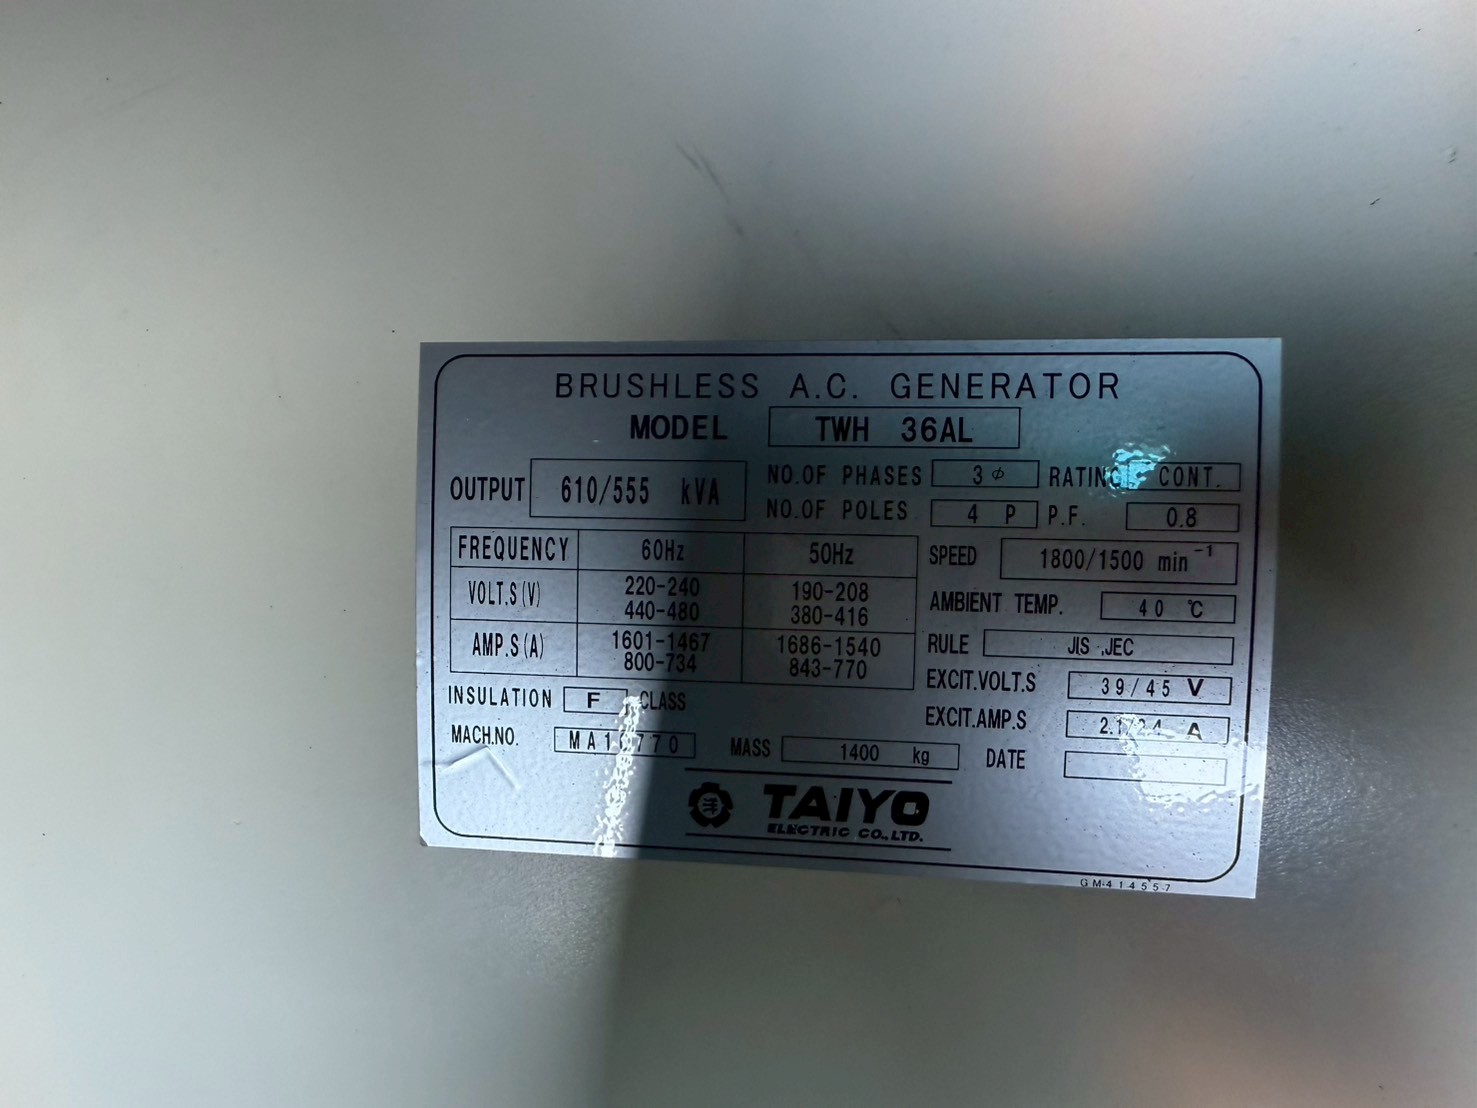 BRUSHLESS A.C. GENERATOR
MODEL TWH 36AL
OUTPUT 610/555 kVA
NO.OF PHASES 3φ RATING CONT.
NO.OF POLES 4 P P.F. 0.8
FREQUENCY 60Hz 50Hz
VOLT.S(V) 220-240 190-208
440-480 380-416
AMP.S(A) 1601-1467 1686-1540
800-734 843-770
SPEED 1800/1500 min⁻¹
AMBIENT TEMP. 40 ℃
RULE JIS ,JEC
INSULATION F CLASS
EXCIT.VOLT.S 39/45 V
EXCIT.AMP.S A
MACH.NO.
MASS 1400 kg
DATE
TAIYO
ELECTRIC CO.,LTD.
GM-414557